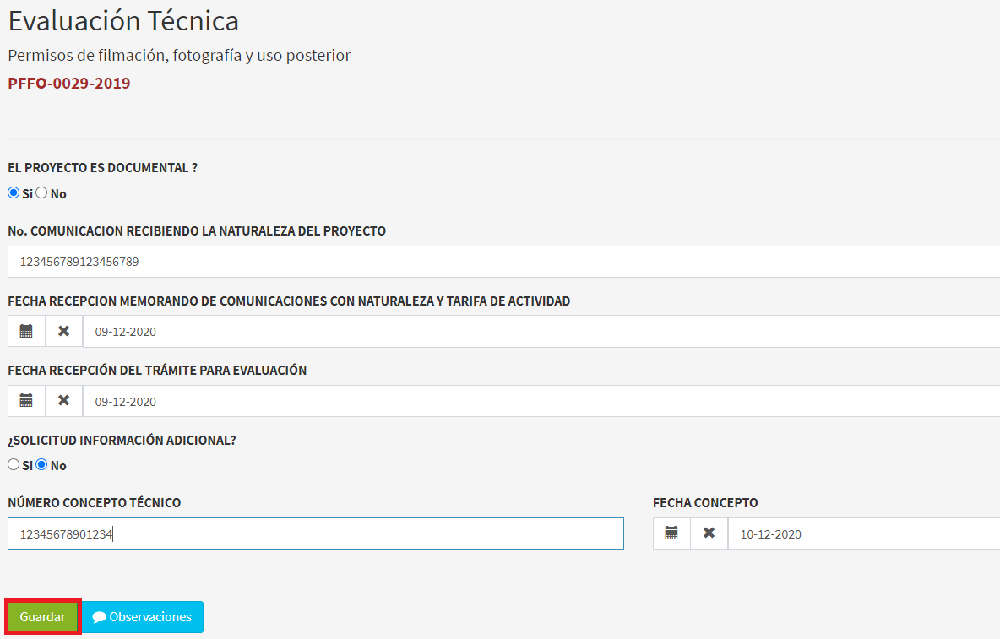 Evaluación Técnica
Permisos de filmación, fotografía y uso posterior
PFFO-0029-2019
EL PROYECTO ES DOCUMENTAL ?
Si No
No. COMUNICACION RECIBIENDO LA NATURALEZA DEL PROYECTO
123456789123456789
FECHA RECEPCION MEMORANDO DE COMUNICACIONES CON NATURALEZA Y TARIFA DE ACTIVIDAD
09-12-2020
FECHA RECEPCIÓN DEL TRÁMITE PARA EVALUACIÓN
09-12-2020
¿SOLICITUD INFORMACIÓN ADICIONAL?
Si No
NÚMERO CONCEPTO TÉCNICO
12345678901234
FECHA CONCEPTO
10-12-2020
Guardar Observaciones